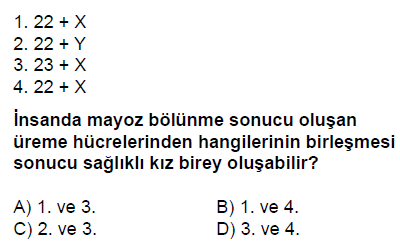 1. 22 + X
2. 22 + Y
3. 23 + X
4. 22 + X
İnsanda mayoz bölünme sonucu oluşan
üreme hücrelerinden hangilerinin birleşmesi
sonucu sağlıklı kız birey oluşabilir?
A) 1. ve 3. B) 1. ve 4.
C) 2. ve 3. D) 3. ve 4.